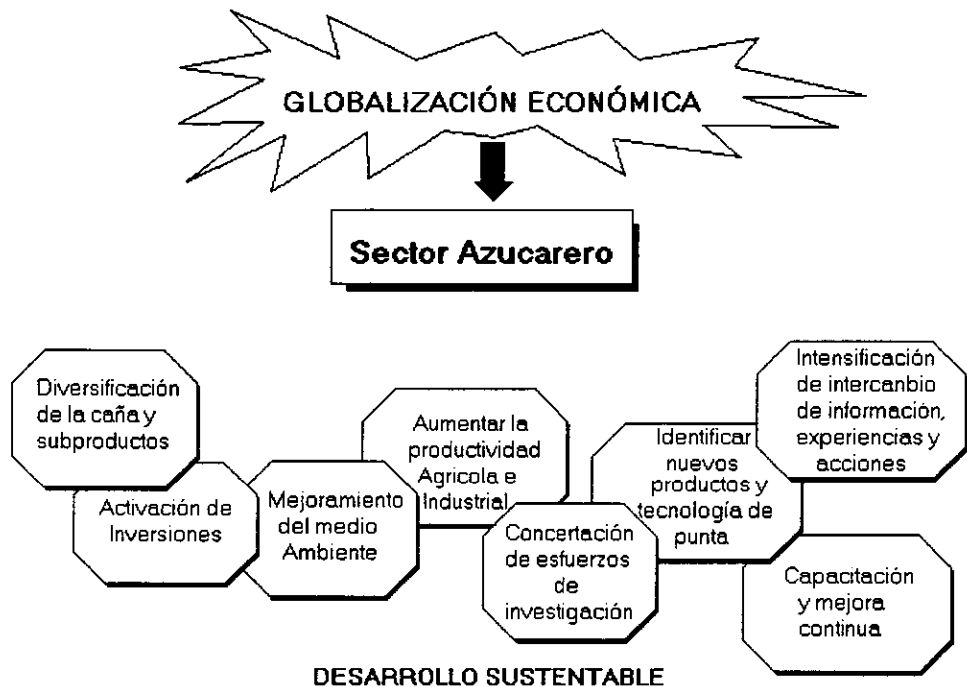 GLOBALIZACIÓN ECONÓMICA
Sector Azucarero
Diversificación
de la caña y
subproductos
Activación de
Inversiones
Mejoramiento
del medio
Ambiente
Aumentar la
productividad
Agricola e
Industrial
Concertación
de esfuerzos
de
investigación
Identificar
nuevos
productos y
tecnología de
punta
Intensificación
de intercanbio
de información,
experiencias y
acciones
Capacitación
y mejora
continua
DESARROLLO SUSTENTABLE